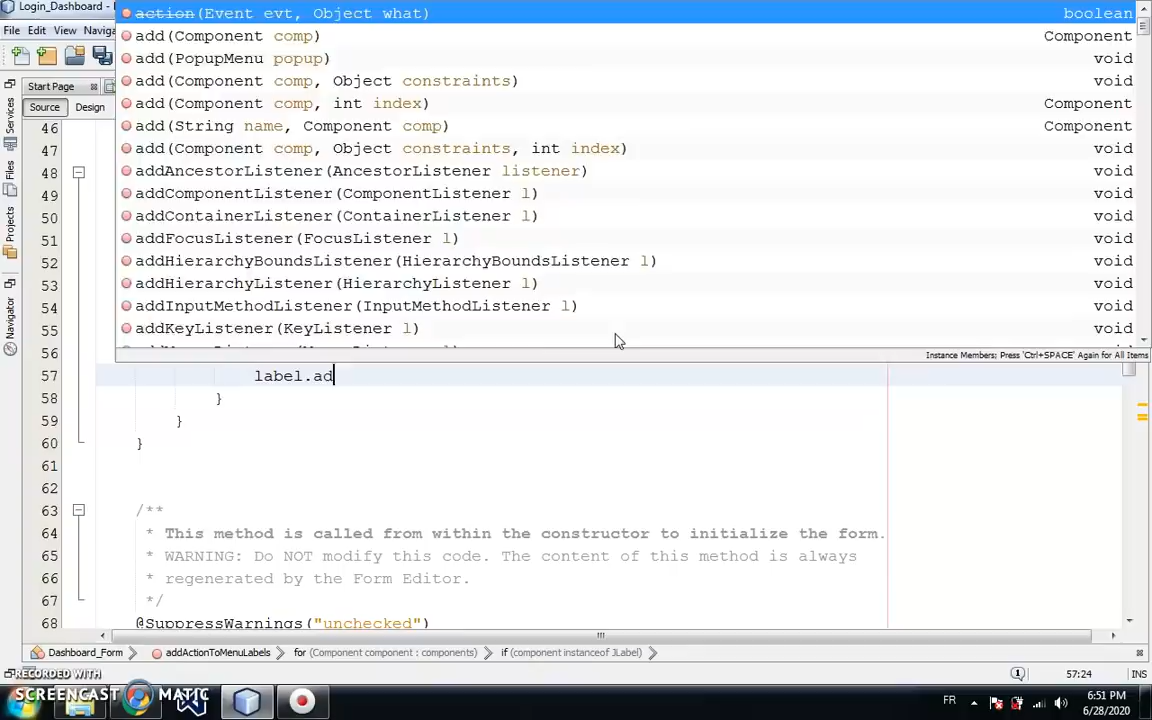 Login_Dashboard -
File Edit View Naviga
Start Page
Source Design
Services
Files
Projects
Navigator
action(Event evt, Object what) boolean
add(Component comp) Component
add(PopupMenu popup) void
add(Component comp, Object constraints) void
add(Component comp, int index) Component
add(String name, Component comp) Component
add(Component comp, Object constraints, int index) void
addAncestorListener(AncestorListener listener) void
addComponentListener(ComponentListener l) void
addContainerListener(ContainerListener l) void
addFocusListener(FocusListener l) void
addHierarchyBoundsListener(HierarchyBoundsListener l) void
addHierarchyListener(HierarchyListener l) void
addInputMethodListener(InputMethodListener l) void
addKeyListener(KeyListener l) void
Instance Members; Press 'Ctrl+SPACE' Again for All Items
46
47
48
49
50
51
52
53
54
55
56
57 label.ad
58 }
59 }
60 }
61
62
63 /**
64 * This method is called from within the constructor to initialize the form.
65 * WARNING: Do NOT modify this code. The content of this method is always
66 * regenerated by the Form Editor.
67 */
68 @SuppressWarnings("unchecked")
Dashboard_Form addActionToMenuLabels for (Component component : components) if (component instanceof JLabel)
57:24 INS
RECORDED WITH
SCREENCAST MATIC
FR
6:51 PM
6/28/2020